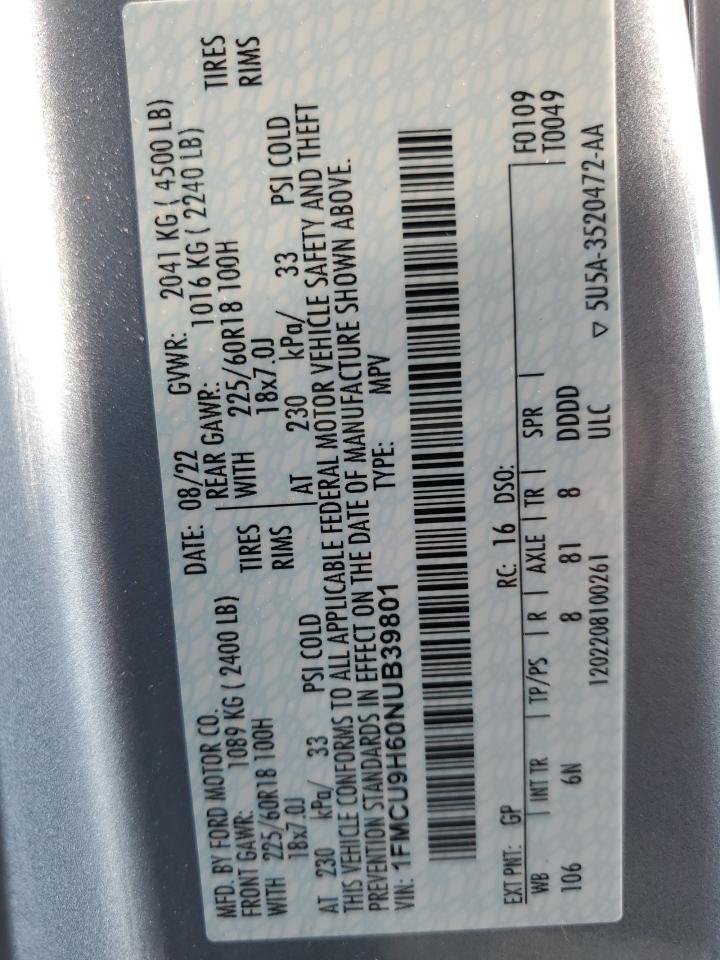 MFD. BY FORD MOTOR CO. DATE: 08/22 GVWR: 2041 KG ( 4500 LB)
FRONT GAWR: 1089 KG ( 2400 LB) REAR GAWR: 1016 KG ( 2240 LB)
WITH 225/60R18 100H TIRES WITH 225/60R18 100H TIRES
18x7.0J RIMS 18x7.0J RIMS
AT 230 kPa/ 33 PSI COLD AT 230 kPa/ 33 PSI COLD
THIS VEHICLE CONFORMS TO ALL APPLICABLE FEDERAL MOTOR VEHICLE SAFETY AND THEFT
PREVENTION STANDARDS IN EFFECT ON THE DATE OF MANUFACTURE SHOWN ABOVE.
VIN: 1FMCU9H60NUB39801 TYPE: MPV
EXT PNT: GP RC: 16 DSO: F0109
WB INT TR TP/PS R AXLE TR SPR T0049
106 6N 8 81 8 DDDD
1202208100261 ULC ▽ 5U5A-3520472-AA